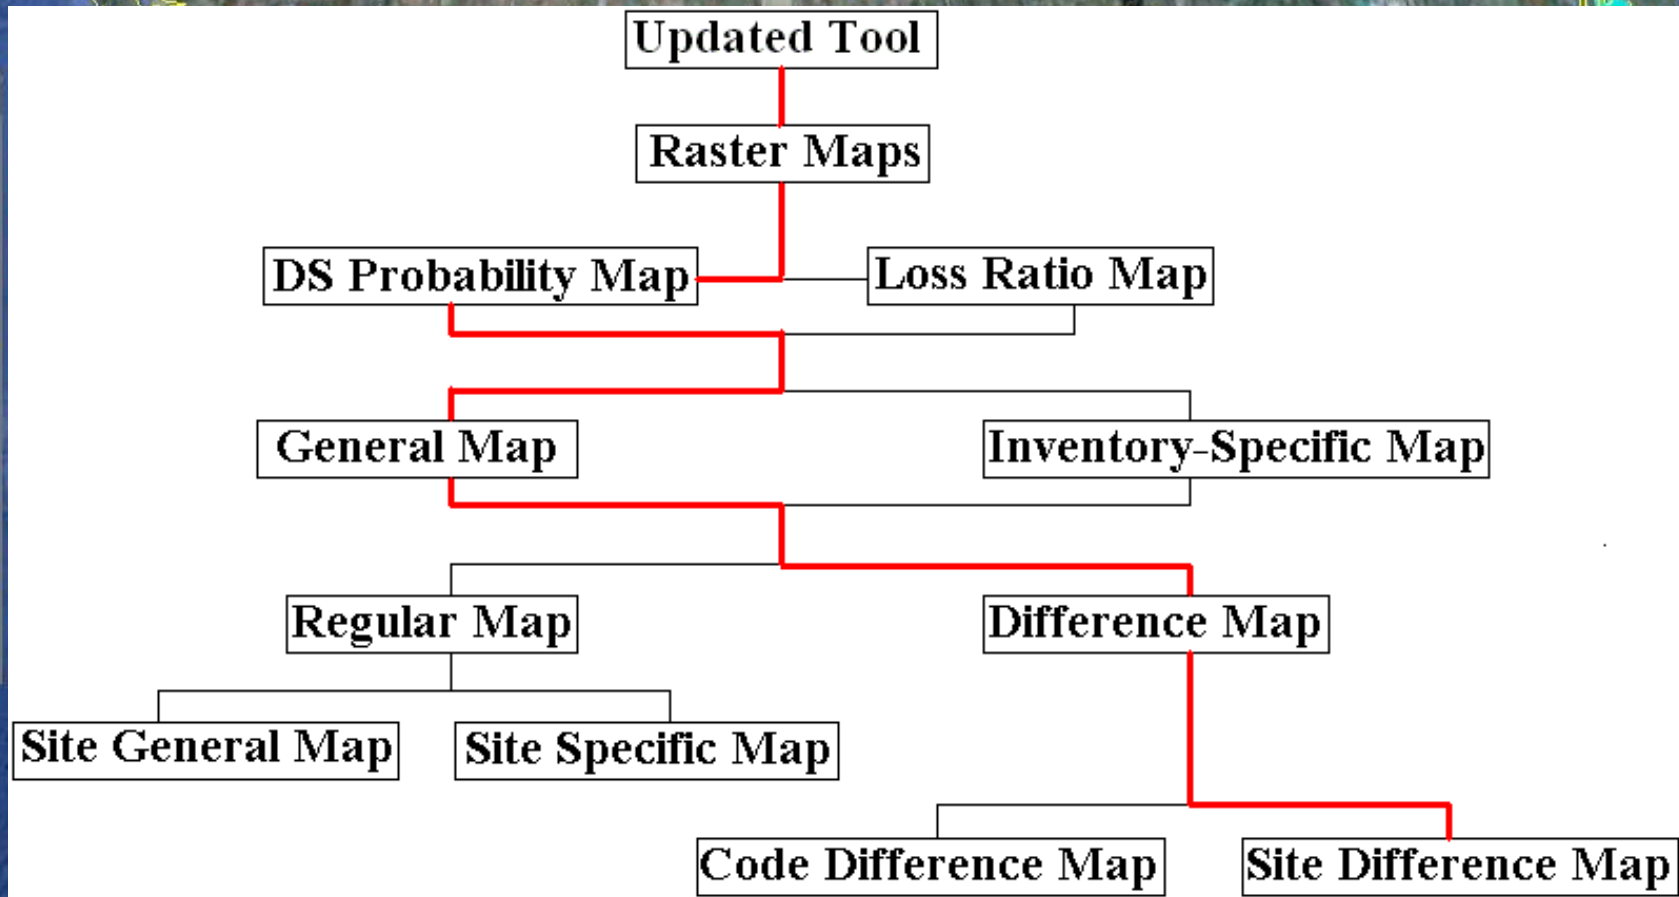 Updated Tool
Raster Maps
DS Probability Map
Loss Ratio Map
General Map
Inventory-Specific Map
Regular Map
Difference Map
Site General Map
Site Specific Map
Code Difference Map
Site Difference Map